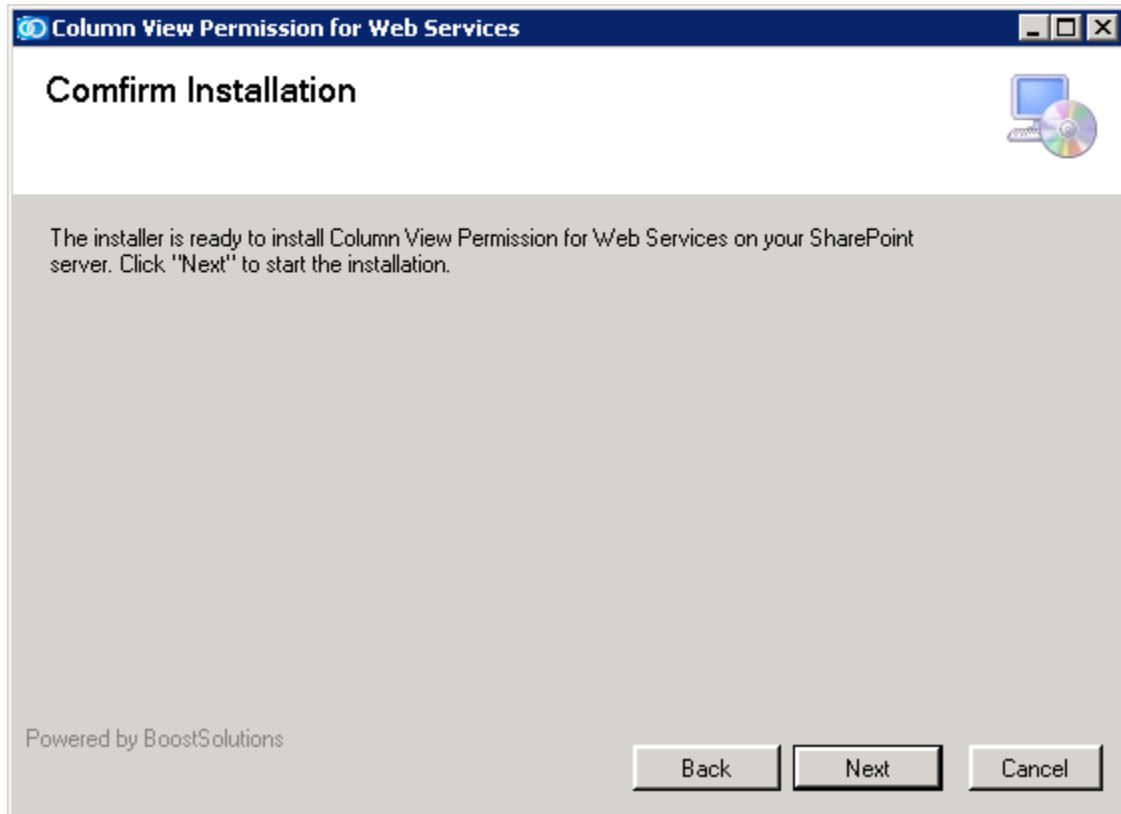 Column View Permission for Web Services
Comfirm Installation
The installer is ready to install Column View Permission for Web Services on your SharePoint
server. Click "Next" to start the installation.
Powered by BoostSolutions
Back
Next
Cancel